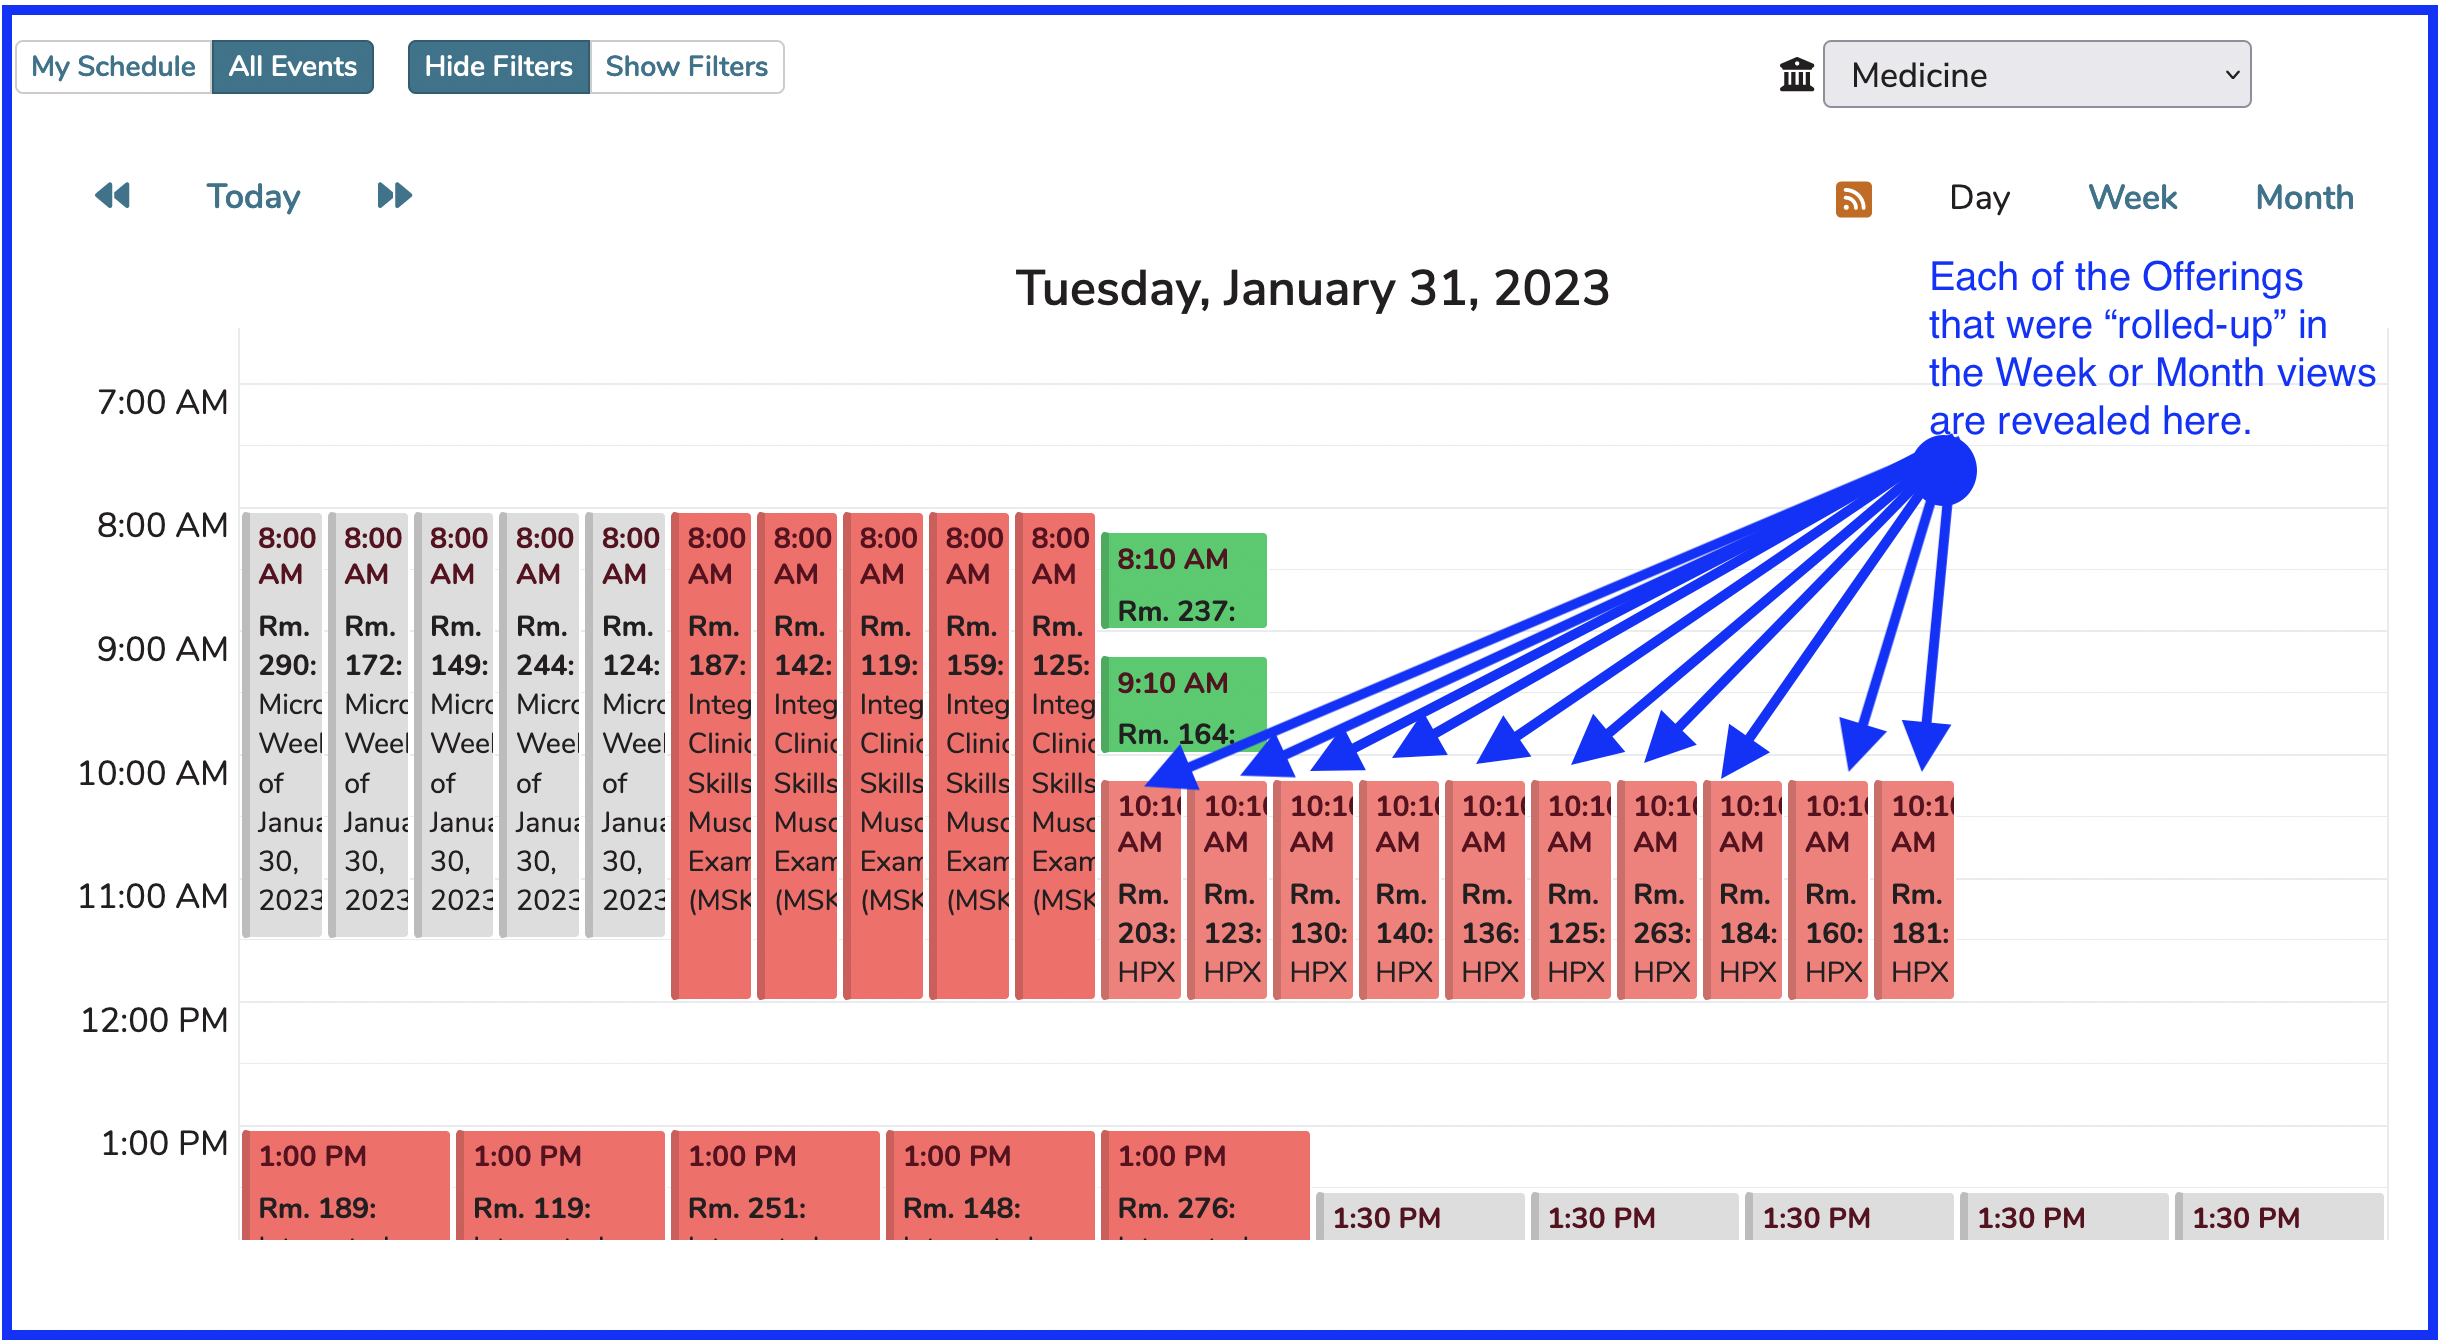 My Schedule All Events Hide Filters Show Filters Medicine
Today Day Week Month
Tuesday, January 31, 2023
Each of the Offerings
that were “rolled-up” in
the Week or Month views
are revealed here.
7:00 AM
8:00 AM
9:00 AM
10:00 AM
11:00 AM
12:00 PM
1:00 PM
8:00
AM
Rm.
290:
Micro
Week
of
Janua
30,
2023
8:00
AM
Rm.
172:
Micro
Week
of
Janua
30,
2023
8:00
AM
Rm.
149:
Micro
Week
of
Janua
30,
2023
8:00
AM
Rm.
244:
Micro
Week
of
Janua
30,
2023
8:00
AM
Rm.
124:
Micro
Week
of
Janua
30,
2023
8:00
AM
Rm.
187:
Integ
Clinic
Skills
Musc
Exam
(MSK
8:00
AM
Rm.
142:
Integ
Clinic
Skills
Musc
Exam
(MSK
8:00
AM
Rm.
119:
Integ
Clinic
Skills
Musc
Exam
(MSK
8:00
AM
Rm.
159:
Integ
Clinic
Skills
Musc
Exam
(MSK
8:00
AM
Rm.
125:
Integ
Clinic
Skills
Musc
Exam
(MSK
8:10 AM
Rm. 237:
9:10 AM
Rm. 164:
10:10
AM
Rm.
203:
HPX
10:10
AM
Rm.
123:
HPX
10:10
AM
Rm.
130:
HPX
10:10
AM
Rm.
140:
HPX
10:10
AM
Rm.
136:
HPX
10:10
AM
Rm.
125:
HPX
10:10
AM
Rm.
263:
HPX
10:10
AM
Rm.
184:
HPX
10:10
AM
Rm.
160:
HPX
10:10
AM
Rm.
181:
HPX
1:00 PM
Rm. 189:
1:00 PM
Rm. 119:
1:00 PM
Rm. 251:
1:00 PM
Rm. 148:
1:00 PM
Rm. 276:
1:30 PM
1:30 PM
1:30 PM
1:30 PM
1:30 PM